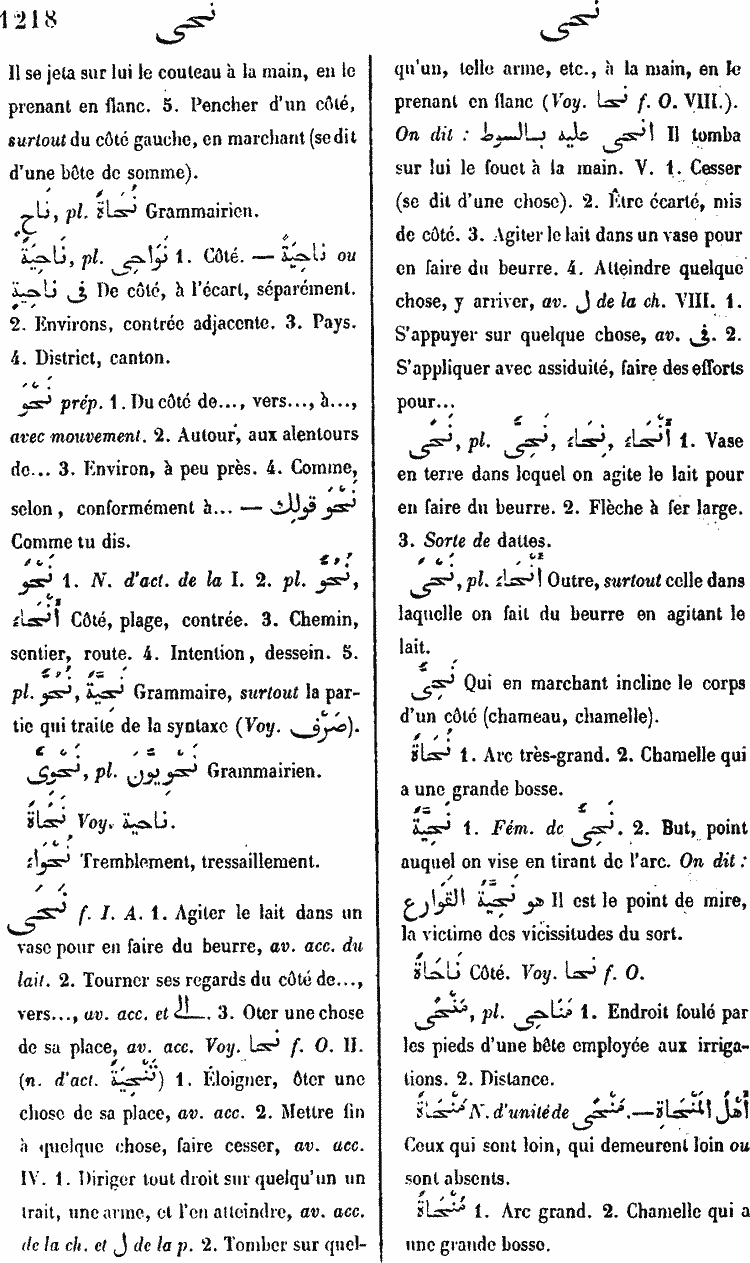 1218
نَحَى
نَحَى
Il se jeta sur lui le couteau à la main, en le
prenant en flanc. 5. Pencher d'un côté,
surtout du côté gauche, en marchant (se dit
d'une bête de somme).
نَاحٍ, pl. نُحَاةٌ Grammairien.
نَاحِيَةٌ, pl. نَوَاحِى 1. Côté. — نَاحِيَةً ou
فى ناحِيَةٍ De côté, à l'écart, séparément.
2. Environs, contrée adjacente. 3. Pays.
4. District, canton.
نَحْوَ prép. 1. Du côté de..., vers..., à...,
avec mouvement. 2. Autour, aux alentours
de... 3. Environ, à peu près. 4. Comme,
selon, conformément à... — نَحْوَ قولِك
Comme tu dis.
نَحْوٌ 1. N. d'act. de la I. 2. pl. نُحُوٌّ,
أَنْحَاءٌ Côté, plage, contrée. 3. Chemin,
sentier, route. 4. Intention, dessein. 5.
pl. نُحُوٌّ, نُحِيَّةٌ Grammaire, surtout la par-
tie qui traite de la syntaxe (Voy. صَرْف).
نَحْوِىٌّ, pl. نَحْوِيُّونَ Grammairien.
نُحَاةٌ Voy. ناحية.
نُحَوَاءُ Tremblement, tressaillement.
نَحَى f. I. A. 1. Agiter le lait dans un
vase pour en faire du beurre, av. acc. du
lait. 2. Tourner ses regards du côté de...,
vers..., av. acc. et الى. 3. Oter une chose
de sa place, av. acc. Voy. نحا f. O. II.
(n. d'act. تَنْحِيَةٌ) 1. Éloigner, ôter une
chose de sa place, av. acc. 2. Mettre fin
à quelque chose, faire cesser, av. acc.
IV. 1. Diriger tout droit sur quelqu'un un
trait, une arme, et l'en atteindre, av. acc.
de la ch. et ل de la p. 2. Tomber sur quel-
qu'un, telle arme, etc., à la main, en le
prenant en flanc (Voy. نحا f. O. VIII.).
On dit : انْحى عليه بالسوط Il tomba
sur lui le fouet à la main. V. 1. Cesser
(se dit d'une chose). 2. Être écarté, mis
de côté. 3. Agiter le lait dans un vase pour
en faire du beurre. 4. Atteindre quelque
chose, y arriver, av. ل de la ch. VIII. 1.
S'appuyer sur quelque chose, av. فى. 2.
S'appliquer avec assiduité, faire des efforts
pour...
نَحًى, pl. نَحِىٌّ, نِحَاءٌ, أَنْحَاءٌ 1. Vase
en terre dans lequel on agite le lait pour
en faire du beurre. 2. Flèche à fer large.
3. Sorte de dattes.
نَحْىٌ, pl. أَنْحَاءٌ Outre, surtout celle dans
laquelle on fait du beurre en agitant le
lait.
نَحِىٌّ Qui en marchant incline le corps
d'un côté (chameau, chamelle).
نَحَاةٌ 1. Arc très-grand. 2. Chamelle qui
a une grande bosse.
نَحِيَّةٌ 1. Fém. de نَحِىٌّ. 2. But, point
auquel on vise en tirant de l'arc. On dit :
هو نَحِيَّةُ القَوَارِع Il est le point de mire,
la victime des vicissitudes du sort.
نَاحَاةٌ Côté. Voy. نحا f. O.
مَنْحًى, pl. مَنَاحِى 1. Endroit foulé par
les pieds d'une bête employée aux irriga-
tions. 2. Distance.
مَنْحَاةٌ N. d'unité de مَنْحًى.—أَهْلُ المَنْحَاةِ
Ceux qui sont loin, qui demeurent loin ou
sont absents.
مَنْحَاةٌ 1. Arc grand. 2. Chamelle qui a
une grande bosse.